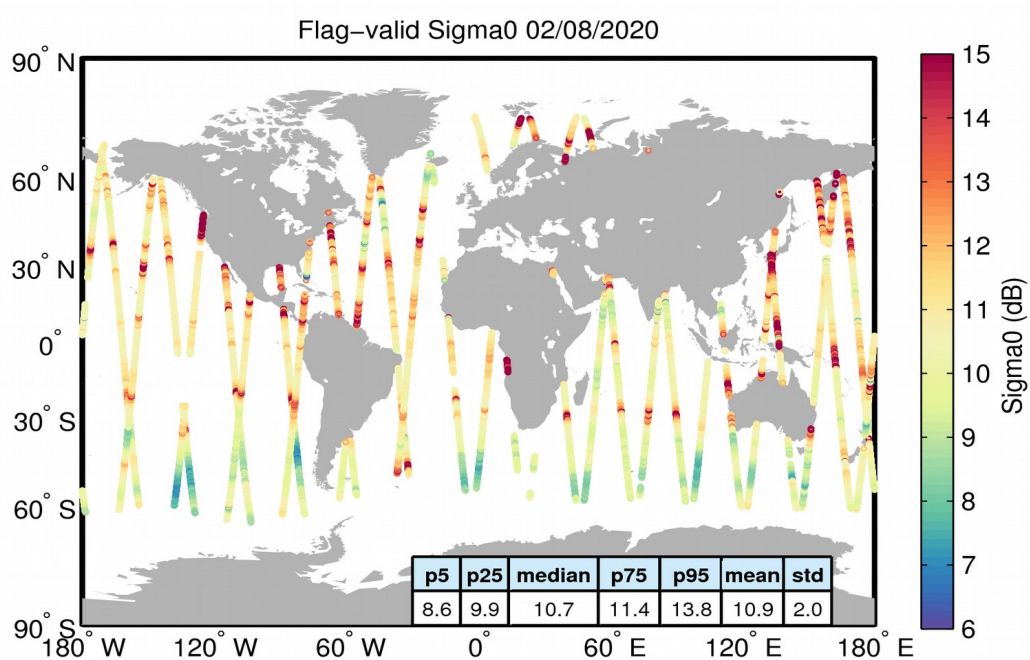 Flag−valid Sigma0 02/08/2020
90° N
60° N
30° N
0°
30° S
60° S
90° S
180° W
120° W
60° W
0°
60° E
120° E
180° E
15
14
13
12
11
10
9
8
7
6
Sigma0 (dB)
p5 p25 median p75 p95 mean std
8.6 9.9 10.7 11.4 13.8 10.9 2.0